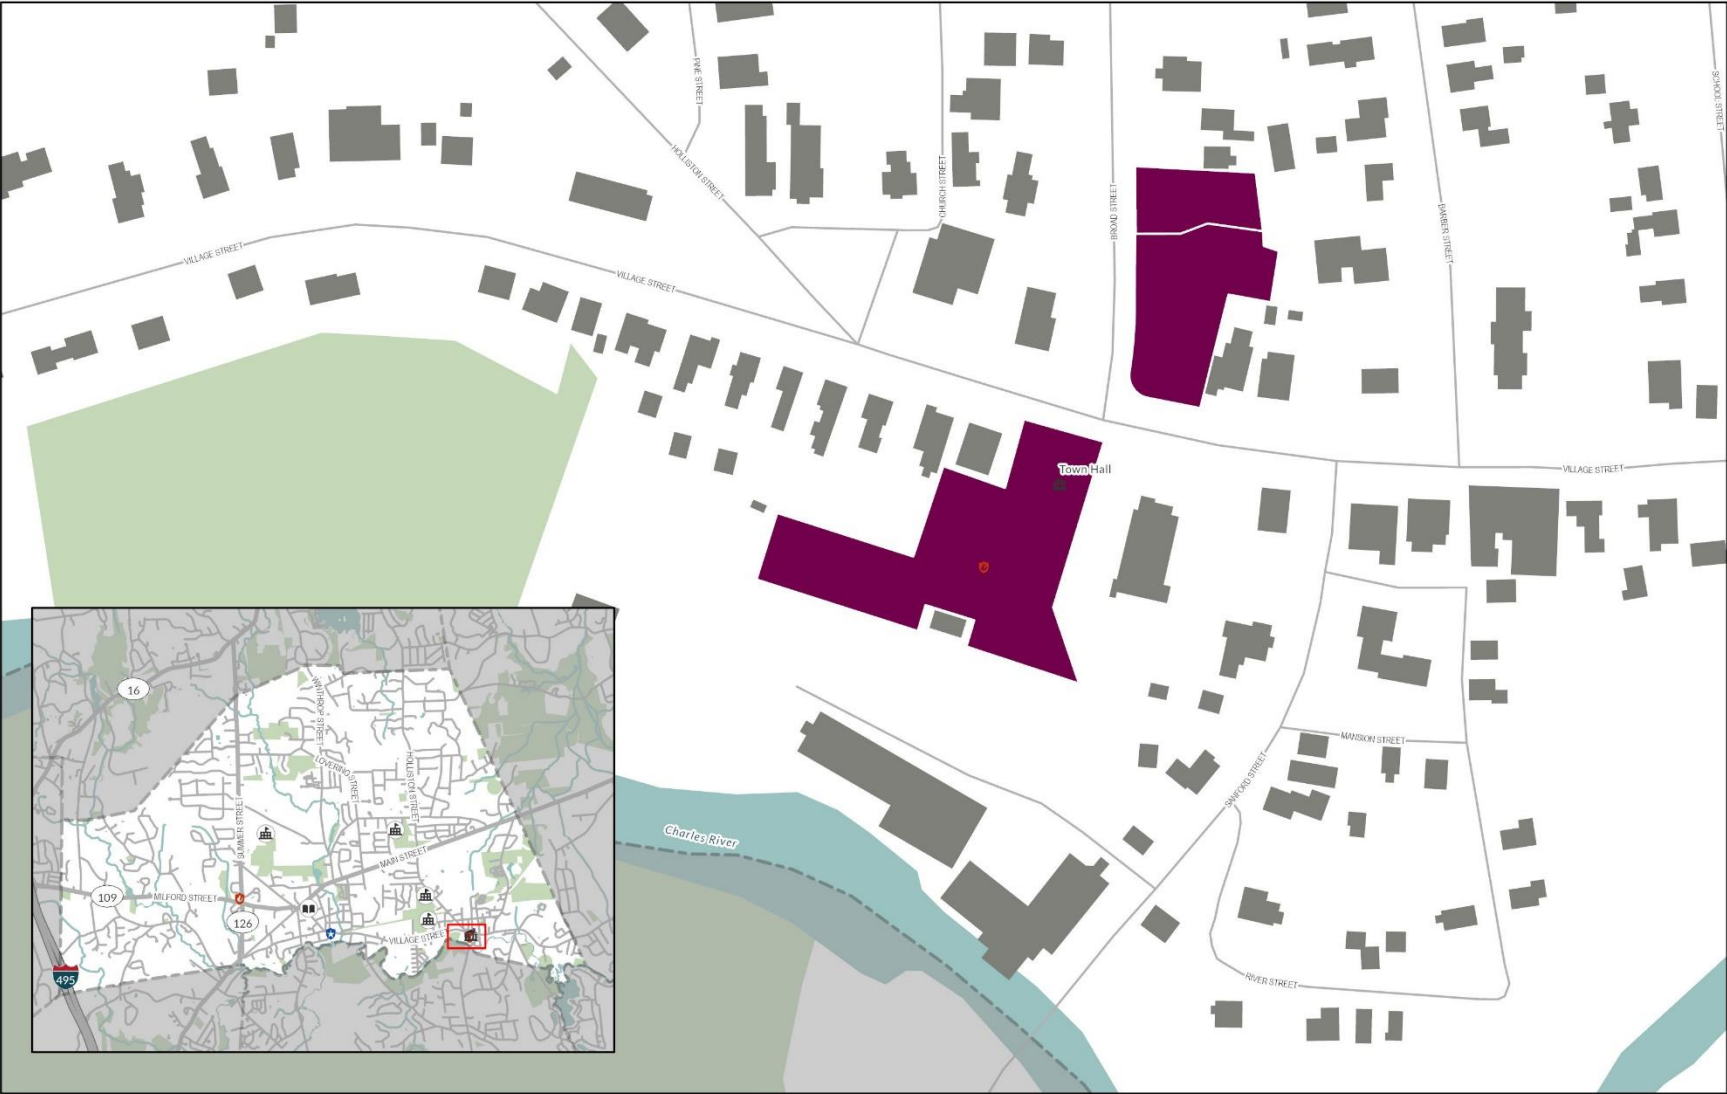 PINE STREET
SCHOOL STREET
HOLLISTON STREET
CHURCH STREET
BROAD STREET
BARBER STREET
VILLAGE STREET
VILLAGE STREET
Town Hall
VILLAGE STREET
MANSION STREET
SANFORD STREET
Charles River
RIVER STREET
16
WINTHROP STREET
LOVERING STREET
HOLLISTON STREET
SUMMER STREET
MAIN STREET
109
MILFORD STREET
126
VILLAGE STREET
495